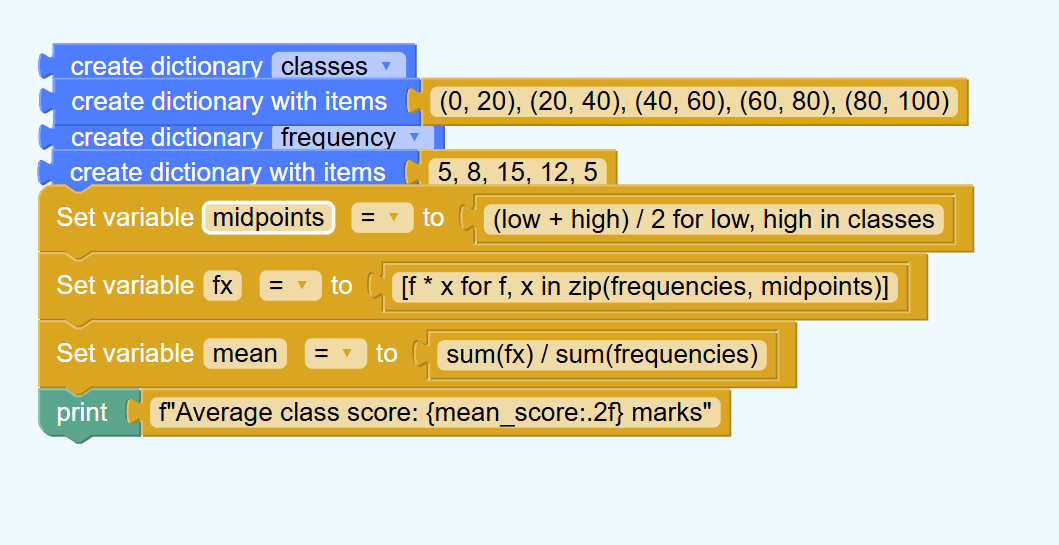 create dictionary classes
create dictionary with items (0, 20), (20, 40), (40, 60), (60, 80), (80, 100)
create dictionary frequency
create dictionary with items 5, 8, 15, 12, 5
Set variable midpoints = to (low + high) / 2 for low, high in classes
Set variable fx = to [f * x for f, x in zip(frequencies, midpoints)]
Set variable mean = to sum(fx) / sum(frequencies)
print f"Average class score: {mean_score:.2f} marks"